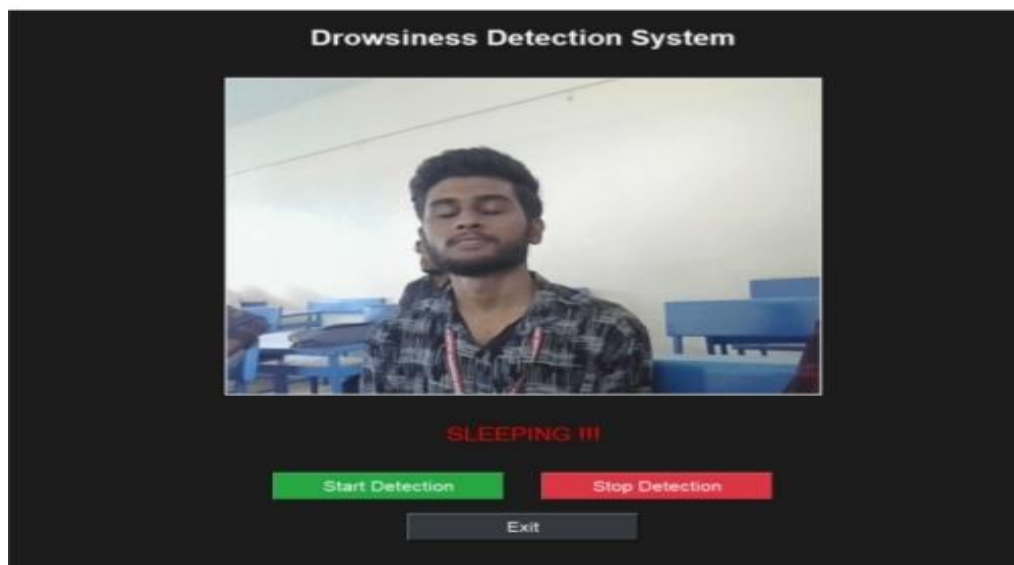 Drowsiness Detection System
SLEEPING !!!
Start Detection Stop Detection
Exit